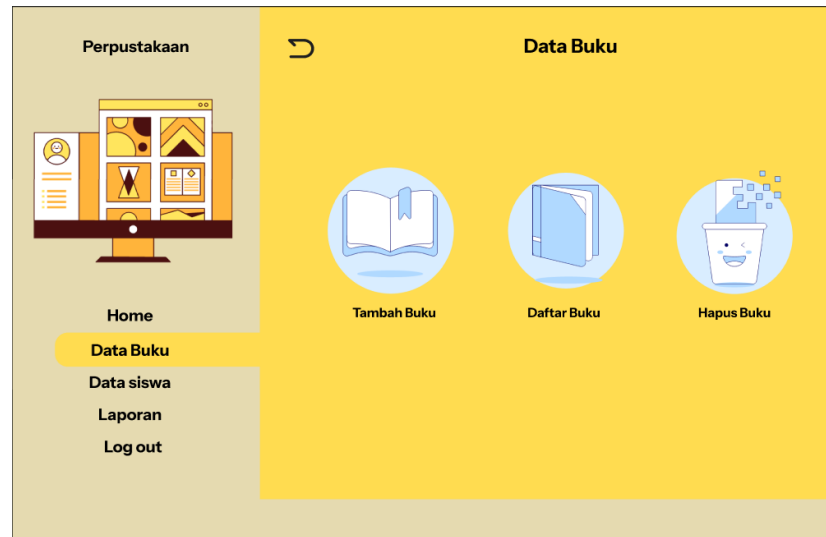 Perpustakaan
Home
Data Buku
Data siswa
Laporan
Log out
Data Buku
Tambah Buku
Daftar Buku
Hapus Buku